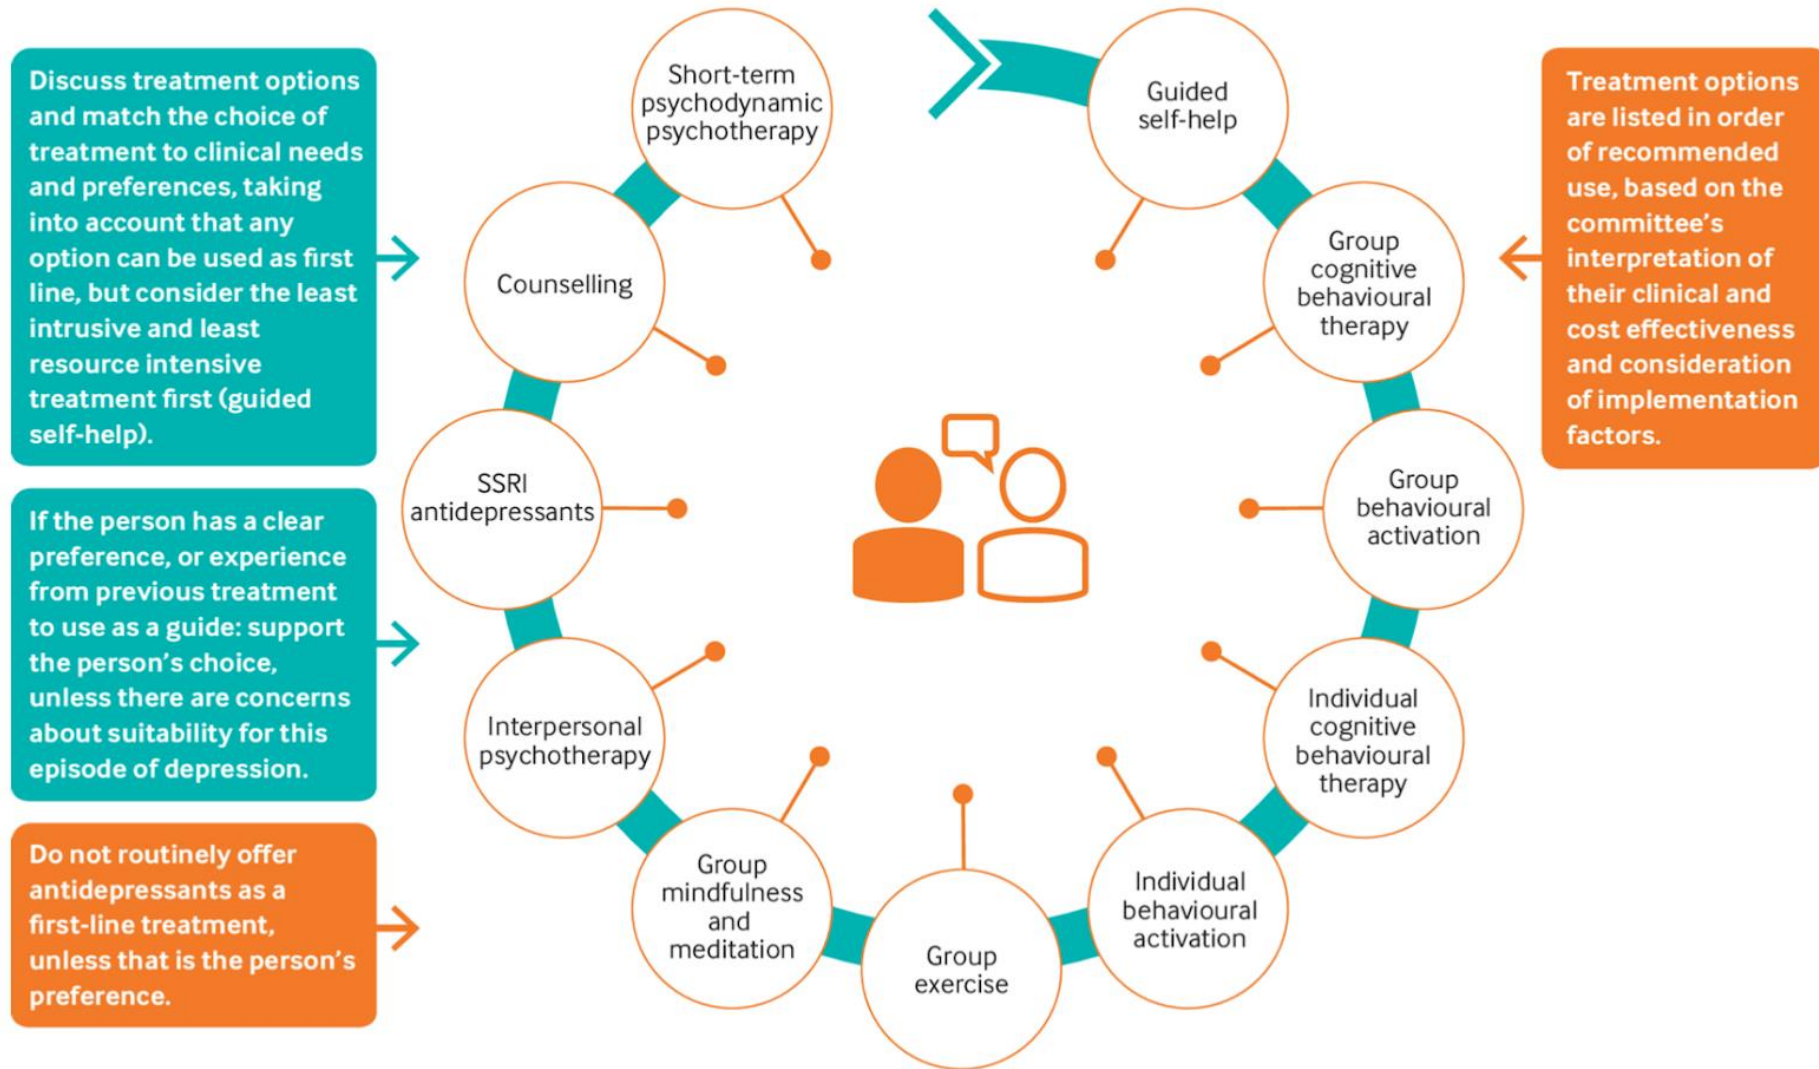 Discuss treatment options
and match the choice of
treatment to clinical needs
and preferences, taking
into account that any
option can be used as first
line, but consider the least
intrusive and least
resource intensive
treatment first (guided
self-help).
If the person has a clear
preference, or experience
from previous treatment
to use as a guide: support
the person's choice,
unless there are concerns
about suitability for this
episode of depression.
Do not routinely offer
antidepressants as a
first-line treatment,
unless that is the person's
preference.
Guided
self-help
Group
cognitive
behavioural
therapy
Group
behavioural
activation
Individual
cognitive
behavioural
therapy
Individual
behavioural
activation
Group
exercise
Group
mindfulness
and
meditation
Interpersonal
psychotherapy
SSRI
antidepressants
Counselling
Short-term
psychodynamic
psychotherapy
Treatment options
are listed in order
of recommended
use, based on the
committee's
interpretation of
their clinical and
cost effectiveness
and consideration
of implementation
factors.